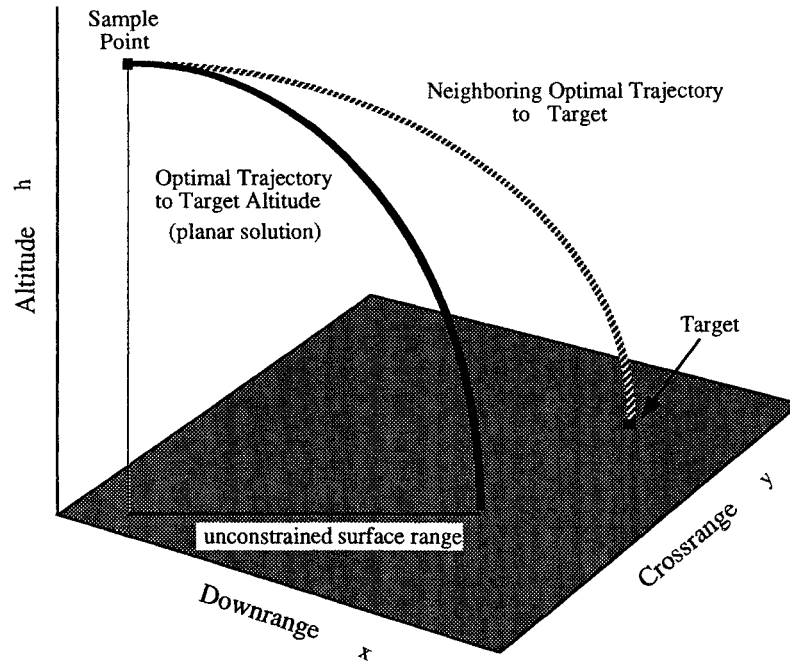 Sample
Point
Neighboring Optimal Trajectory
to Target
Optimal Trajectory
to Target Altitude
(planar solution)
Altitude h
Target
unconstrained surface range
Crossrange y
Downrange x